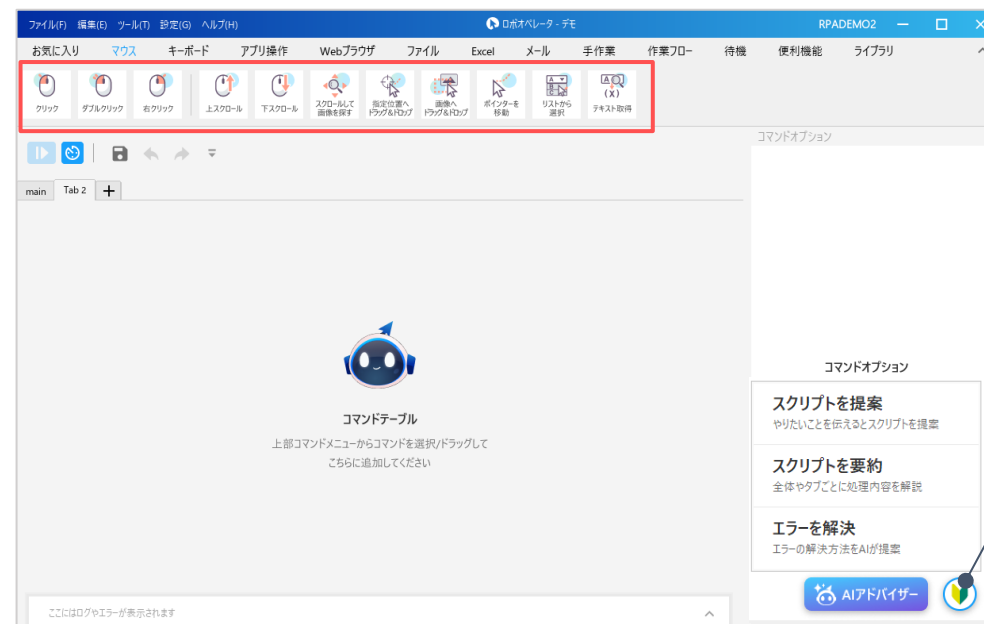 ファイル(F) 編集(E) ツール(T) 設定(G) ヘルプ(H) ロボオペレータ - デモ RPADEMO2
お気に入り マウス キーボード アプリ操作 Webブラウザ ファイル Excel メール 手作業 作業フロー 待機 便利機能 ライブラリ
クリック ダブルクリック 右クリック 上スクロール 下スクロール スクロールして 指定位置へ 画像へ ポインターを リストから テキスト取得
画像を探す ドラッグ&ドロップ ドラッグ&ドロップ 移動 選択
コマンドオプション
main Tab 2
コマンドテーブル
上部コマンドメニューからコマンドを選択/ドラッグして
こちらに追加してください
コマンドオプション
スクリプトを提案
やりたいことを伝えるとスクリプトを提案
スクリプトを要約
全体やタブごとに処理内容を解説
エラーを解決
エラーの解決方法をAIが提案
AIアドバイザー
ここにはログやエラーが表示されます